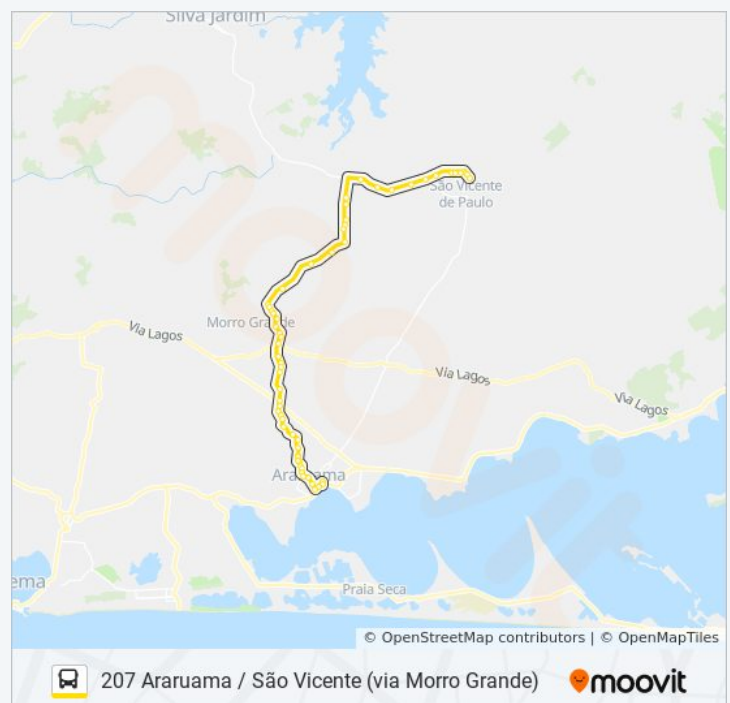 Silva Jardim
São Vicente
de Paulo
Morro Grande
Via Lagos
Via Lagos
Via Lagos
Araruama
ema
Praia Seca
moovit
© OpenStreetMap contributors | © OpenMapTiles
207 Araruama / São Vicente (via Morro Grande)
moovit